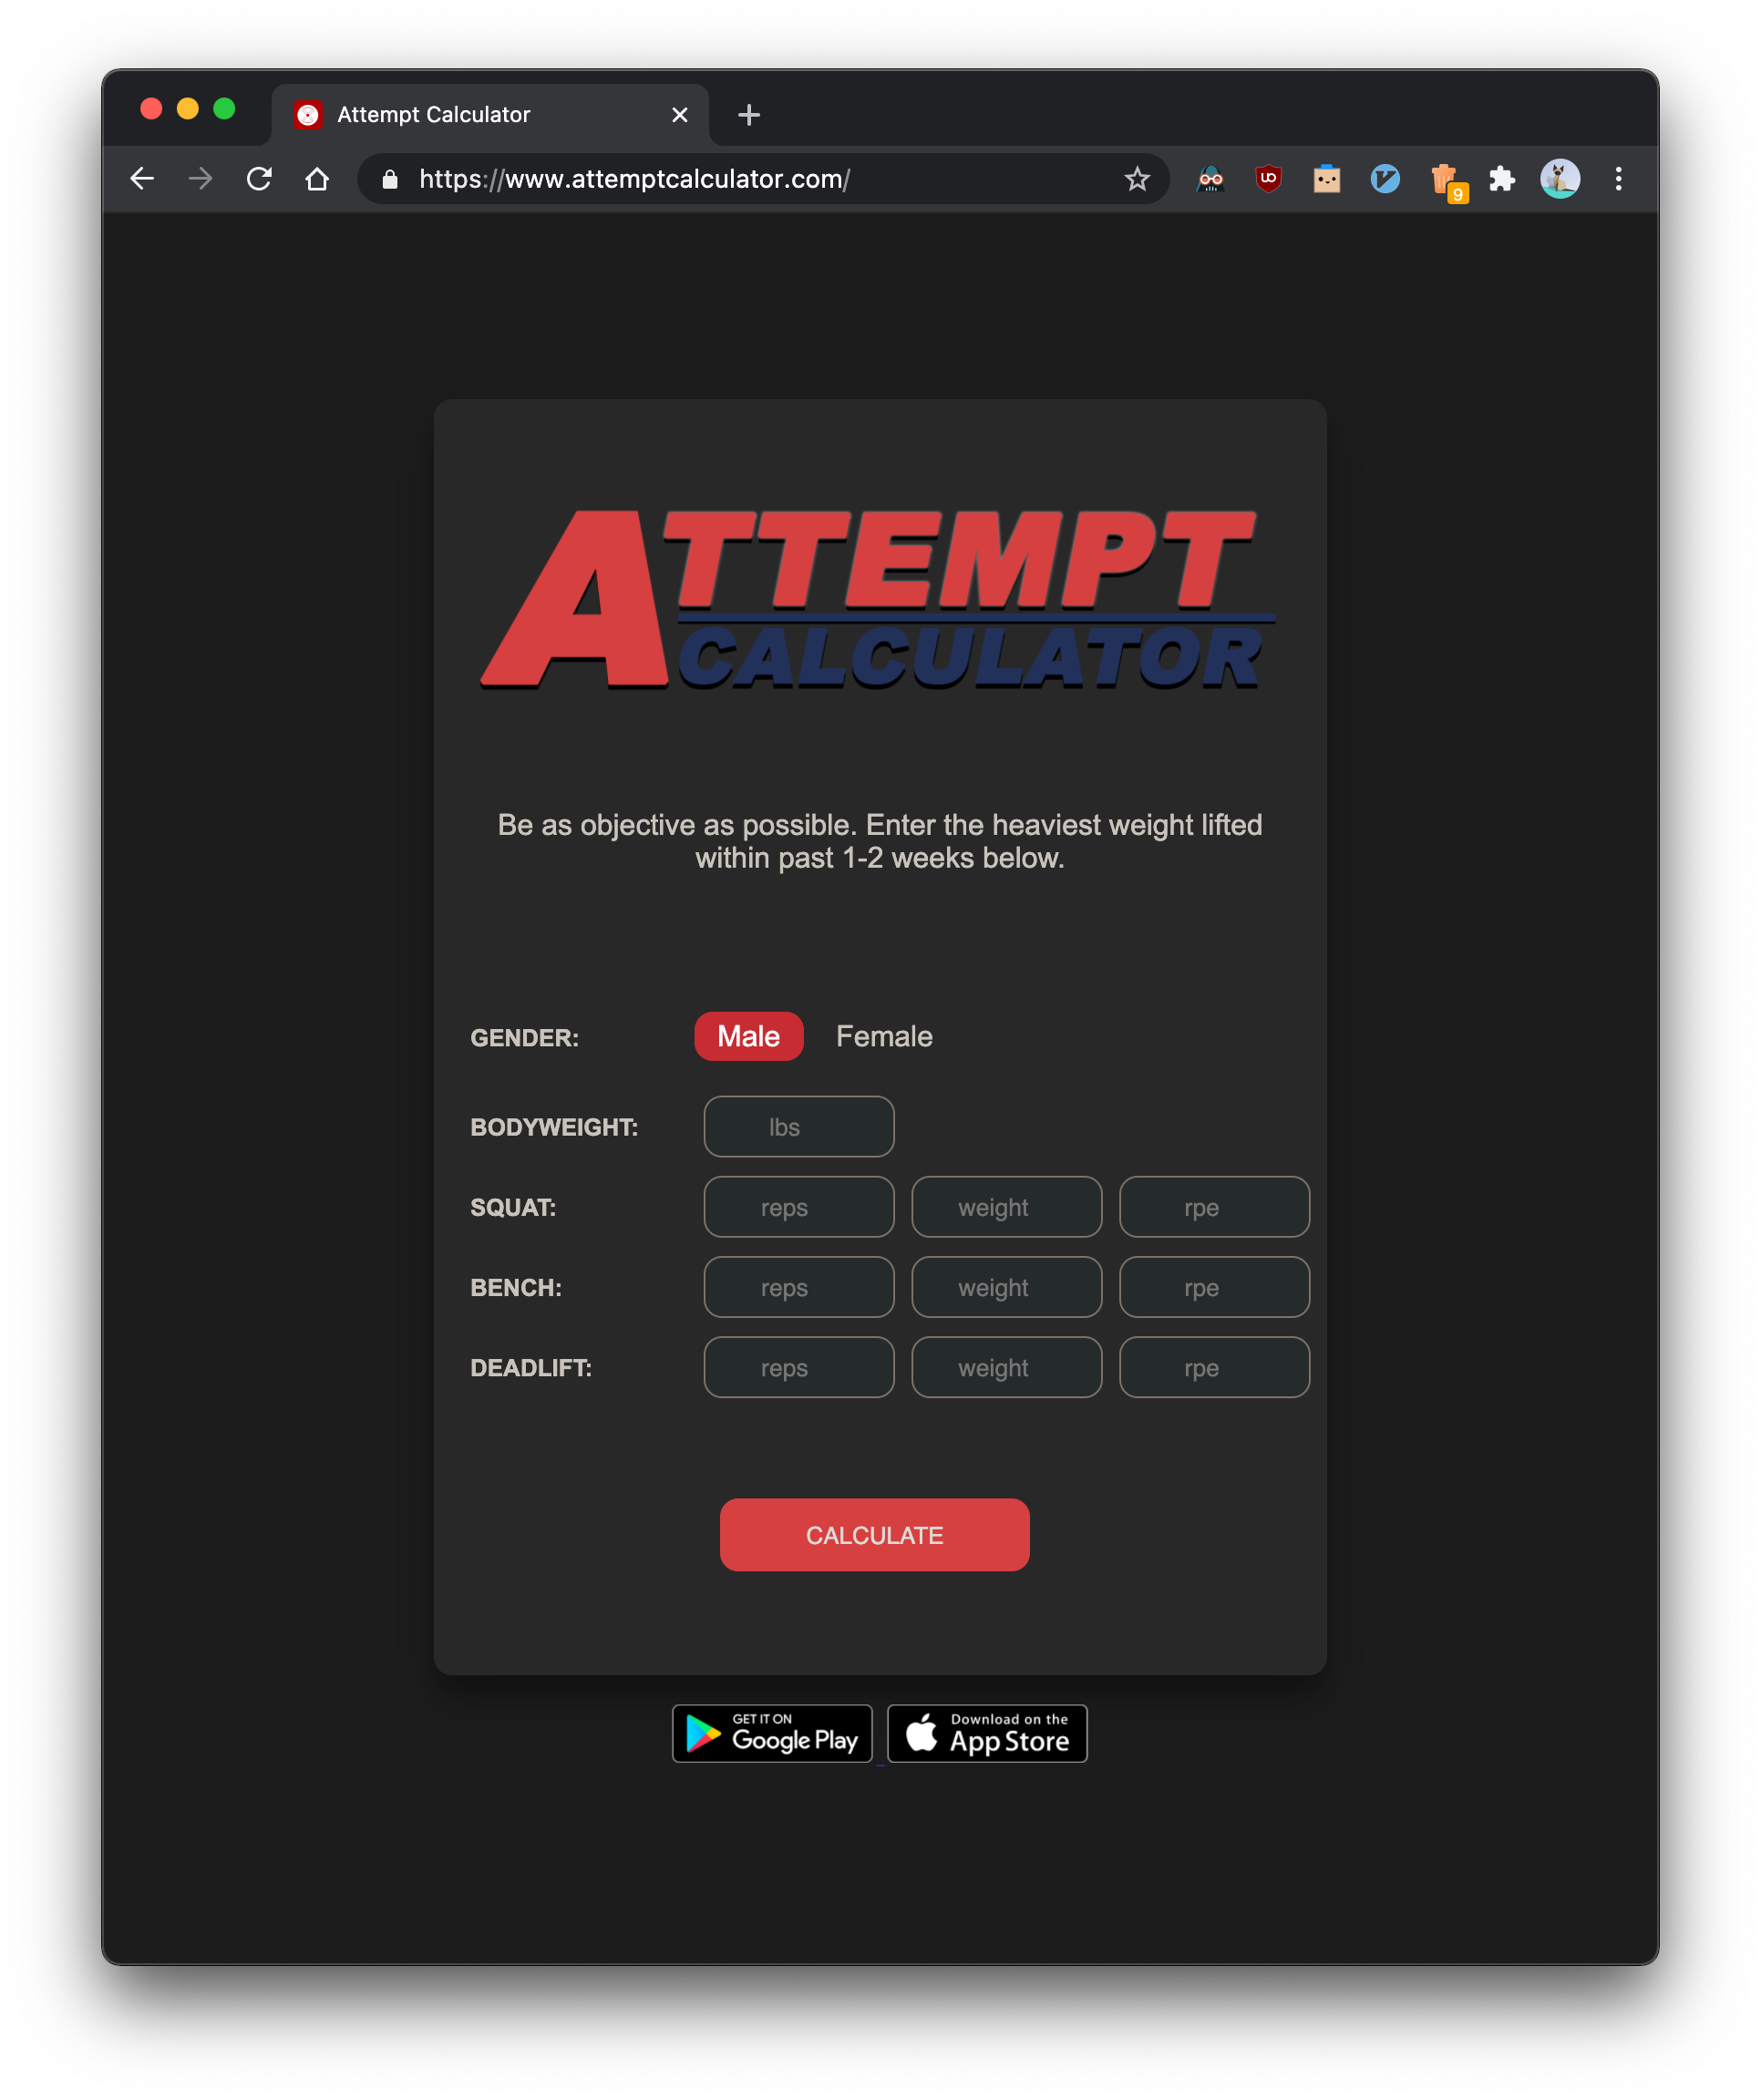 Attempt Calculator
https://www.attemptcalculator.com/
UO
9
ATTEMPT
CALCULATOR
Be as objective as possible. Enter the heaviest weight lifted
within past 1-2 weeks below.
GENDER: Male Female
BODYWEIGHT: lbs
SQUAT: reps weight rpe
BENCH: reps weight rpe
DEADLIFT: reps weight rpe
CALCULATE
GET IT ON
Google Play
Download on the
App Store